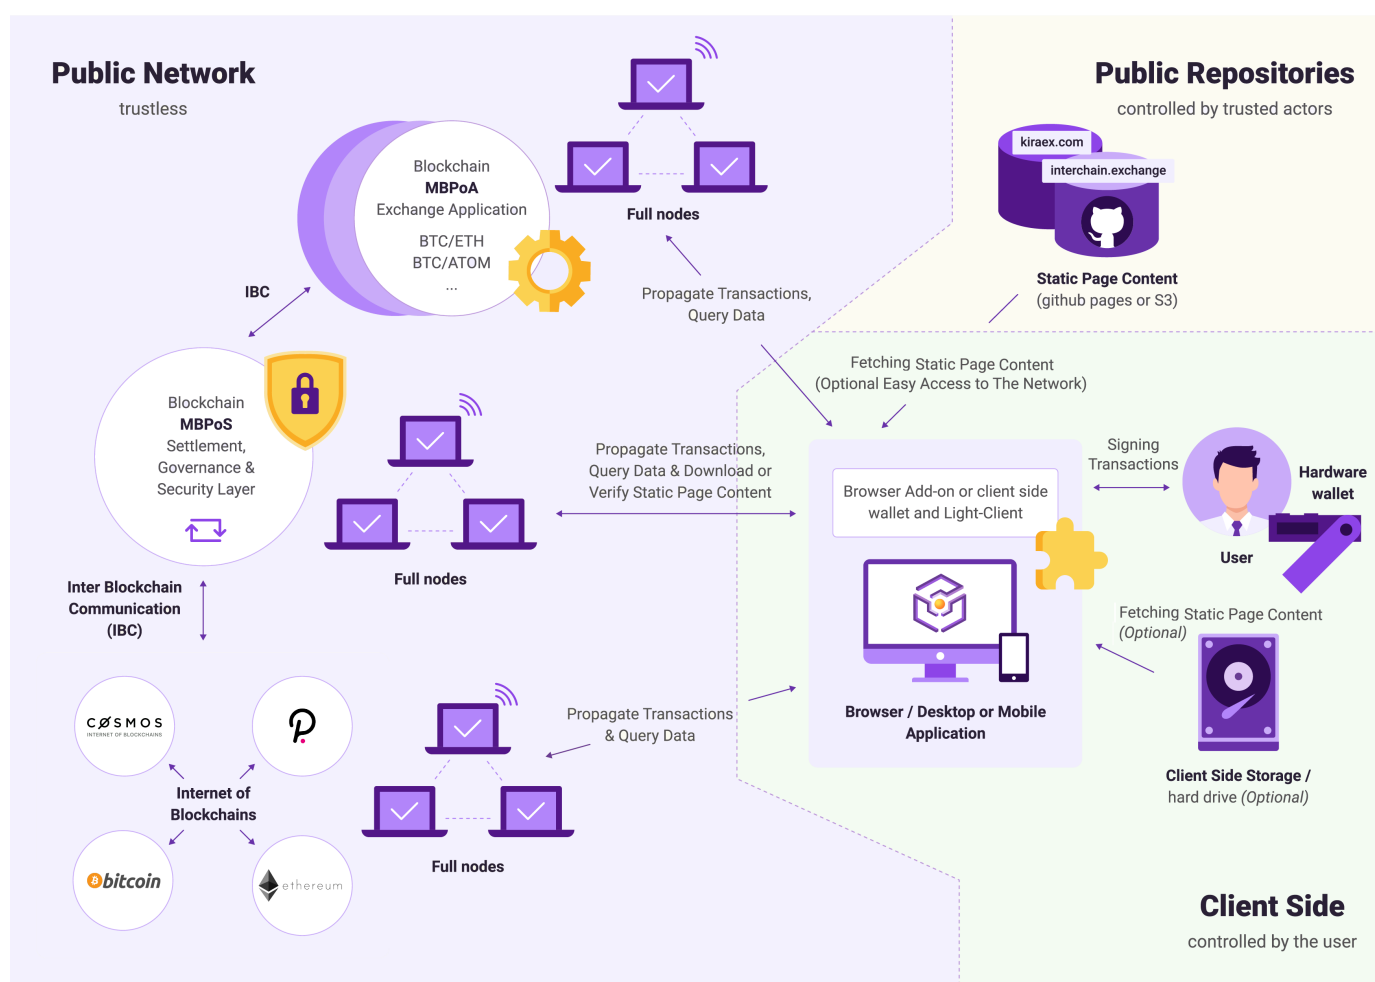 Public Network
trustless
Blockchain
MBPoA
Exchange Application
BTC/ETH
BTC/ATOM
...
Full nodes
IBC
Propagate Transactions,
Query Data
Public Repositories
controlled by trusted actors
kiraex.com
interchain.exchange
Static Page Content
(github pages or S3)
Fetching Static Page Content
(Optional Easy Access to The Network)
Blockchain
MBPoS
Settlement,
Governance &
Security Layer
Full nodes
Propagate Transactions,
Query Data & Download or
Verify Static Page Content
Browser Add-on or client side
wallet and Light-Client
Browser / Desktop or Mobile
Application
Signing
Transactions
Hardware
wallet
User
Fetching Static Page Content
(Optional)
Client Side Storage /
hard drive (Optional)
Inter Blockchain
Communication
(IBC)
COSMOS
INTERNET OF BLOCKCHAINS
Internet of
Blockchains
bitcoin
ethereum
Full nodes
Propagate Transactions
& Query Data
Client Side
controlled by the user